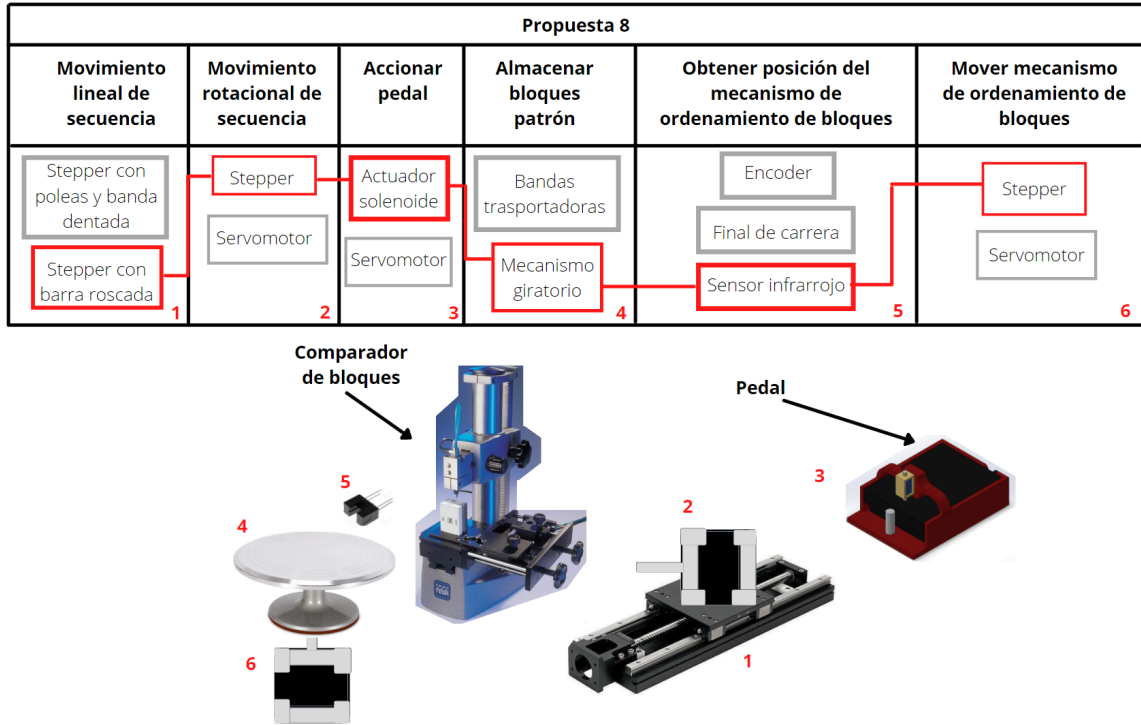 Propuesta 8
Movimiento
lineal de
secuencia
Movimiento
rotacional de
secuencia
Accionar
pedal
Almacenar
bloques
patrón
Obtener posición del
mecanismo de
ordenamiento de bloques
Mover mecanismo
de ordenamiento de
bloques
Stepper con
poleas y banda
dentada
Stepper con
barra roscada
1
Stepper
Servomotor
2
Actuador
solenoide
Servomotor
3
Bandas
trasportadoras
Mecanismo
giratorio
4
Encoder
Final de carrera
Sensor infrarrojo
5
Stepper
Servomotor
6
Comparador
de bloques
Pedal
5
4
6
2
1
3